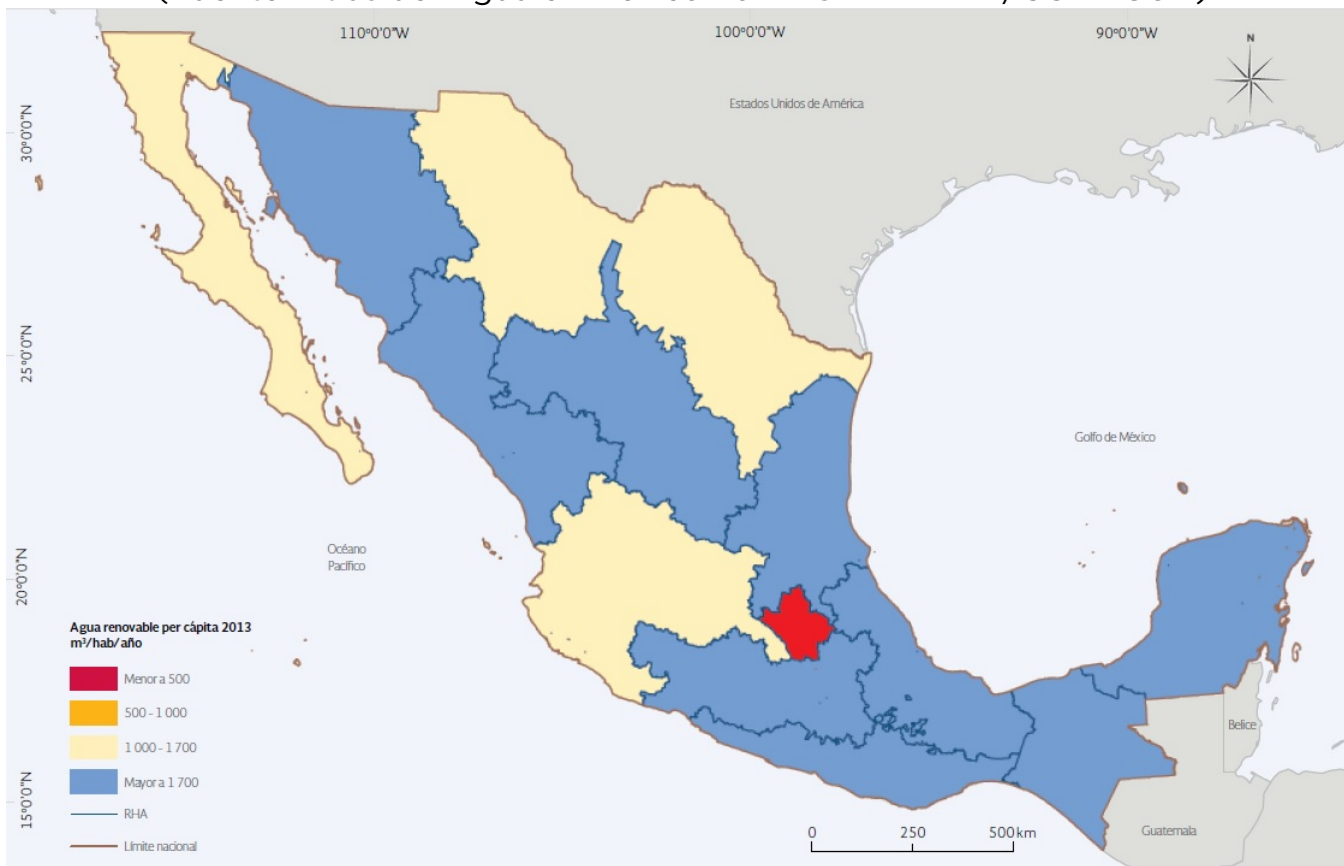 110°0'0"W
100°0'0"W
90°0'0"W
N
Estados Unidos de América
30°0'0"N
25°0'0"N
Golfo de México
Océano
Pacífico
20°0'0"N
Agua renovable per cápita 2013
m³/hab/año
Menor a 500
500 - 1 000
1 000 - 1 700
Mayor a 1 700
RHA
Límite nacional
15°0'0"N
Belice
0 250 500 km
Guatemala